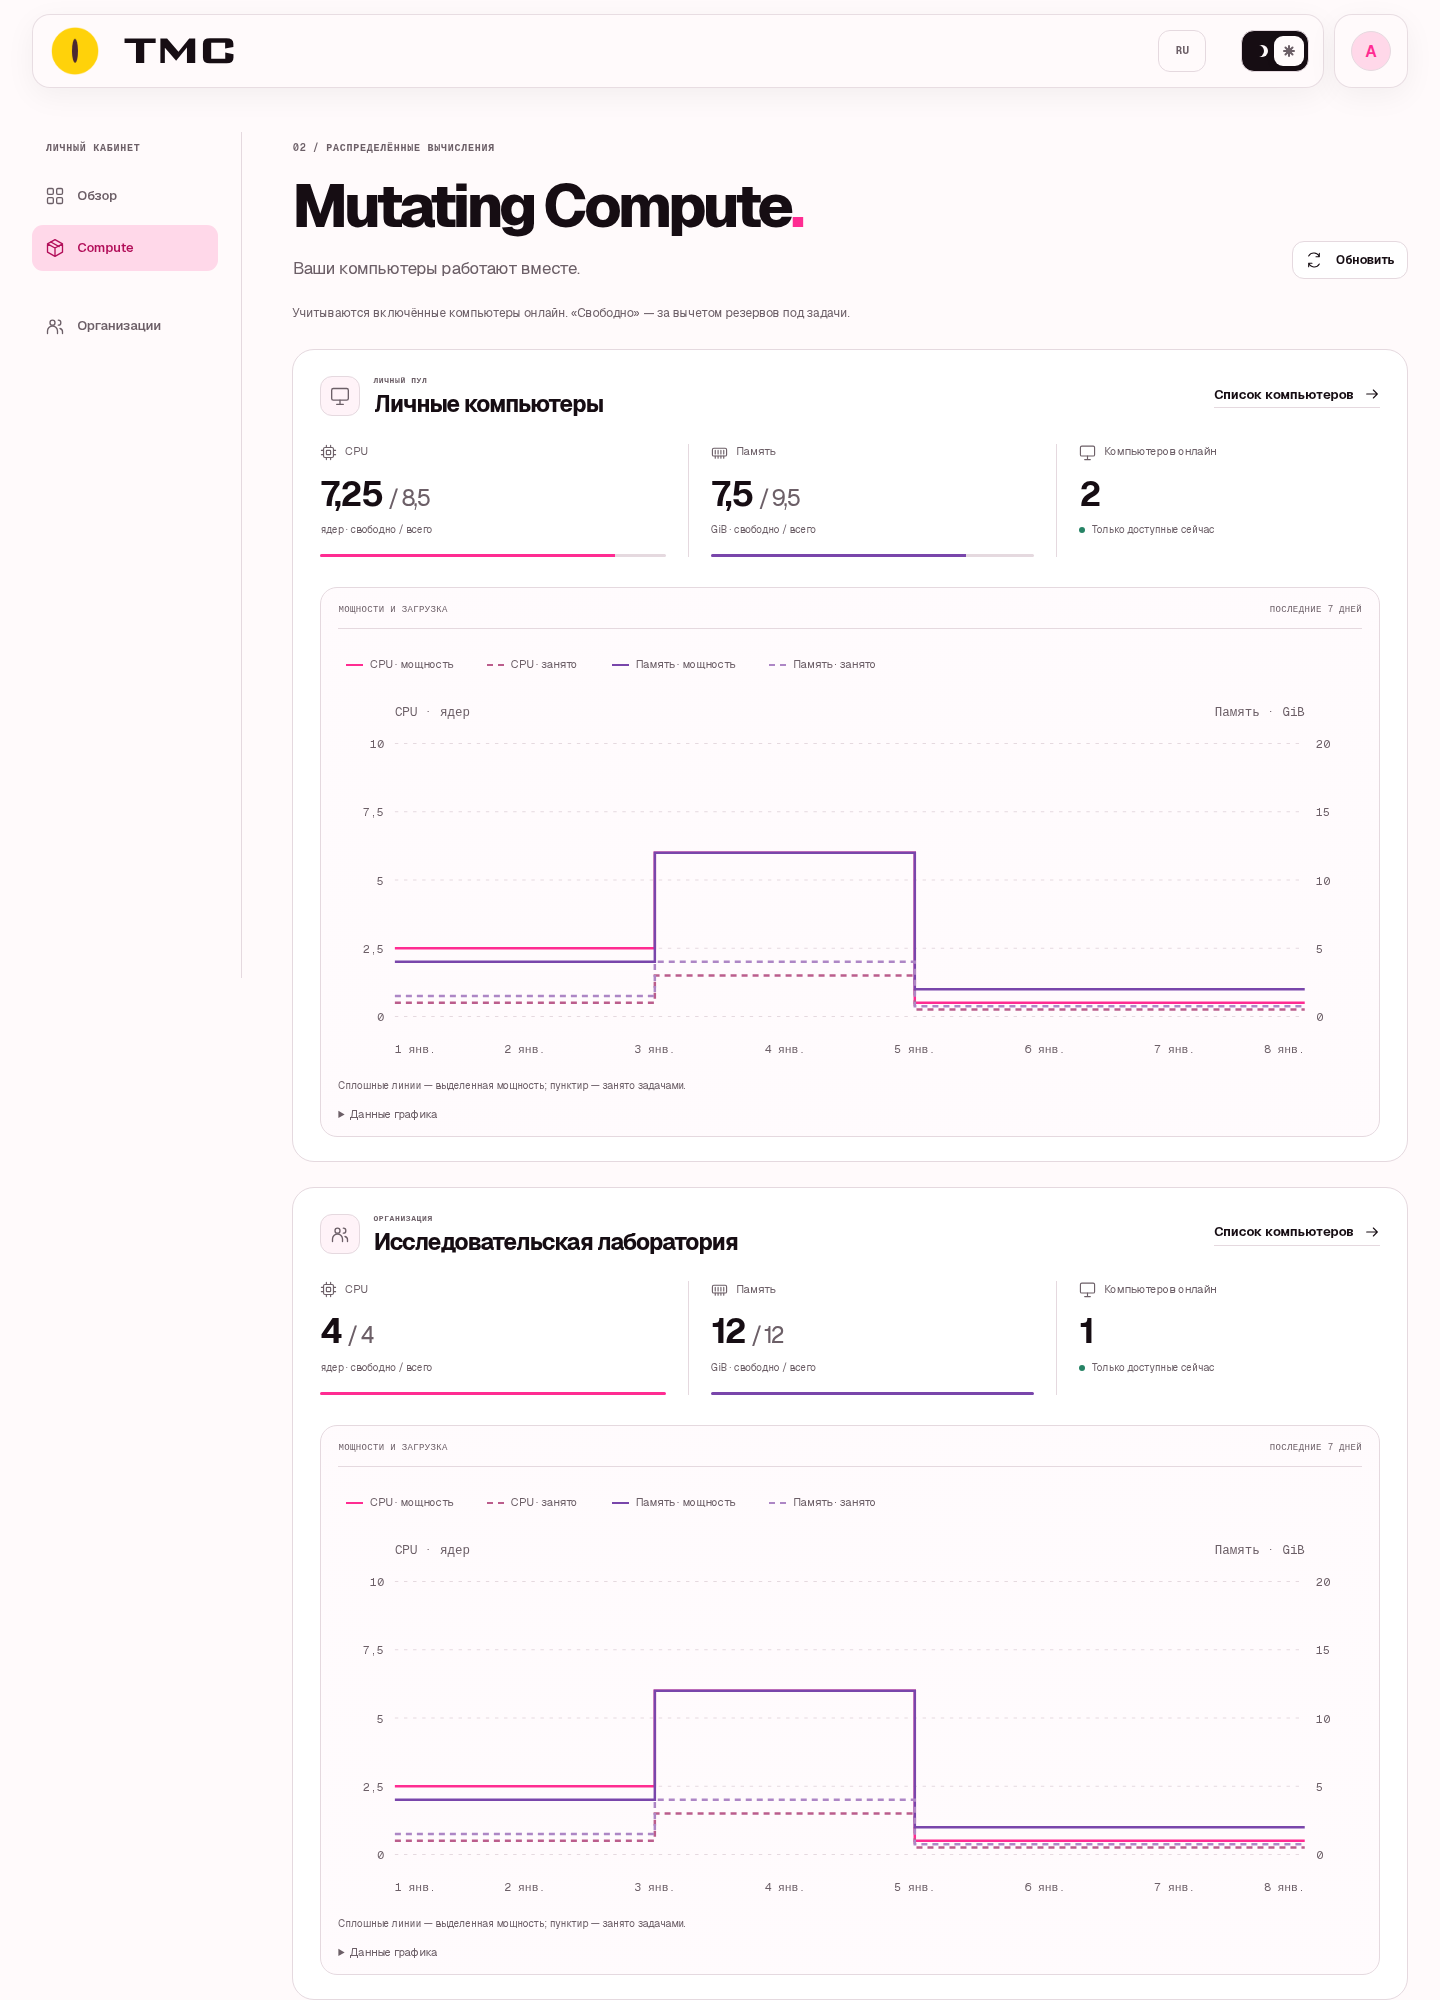 TMC
RU
A
ЛИЧНЫЙ КАБИНЕТ
Обзор
Compute
Организации
02 / РАСПРЕДЕЛЁННЫЕ ВЫЧИСЛЕНИЯ
Mutating Compute.
Ваши компьютеры работают вместе.
Обновить
Учитываются включённые компьютеры онлайн. «Свободно» — за вычетом резервов под задачи.
ЛИЧНЫЙ ПУЛ
Личные компьютеры
Список компьютеров →
CPU
7,25 / 8,5
ядер · свободно / всего
Память
7,5 / 9,5
GiB · свободно / всего
Компьютеров онлайн
2
Только доступные сейчас
МОЩНОСТИ И ЗАГРУЗКА
ПОСЛЕДНИЕ 7 ДНЕЙ
CPU · мощность
CPU · занято
Память · мощность
Память · занято
CPU · ядер
Память · GiB
10
20
7,5
15
5
10
2,5
5
0
0
1 янв.
2 янв.
3 янв.
4 янв.
5 янв.
6 янв.
7 янв.
8 янв.
Сплошные линии — выделенная мощность; пунктир — занято задачами.
▶ Данные графика
ОРГАНИЗАЦИЯ
Исследовательская лаборатория
Список компьютеров →
CPU
4 / 4
ядер · свободно / всего
Память
12 / 12
GiB · свободно / всего
Компьютеров онлайн
1
Только доступные сейчас
МОЩНОСТИ И ЗАГРУЗКА
ПОСЛЕДНИЕ 7 ДНЕЙ
CPU · мощность
CPU · занято
Память · мощность
Память · занято
CPU · ядер
Память · GiB
10
20
7,5
15
5
10
2,5
5
0
0
1 янв.
2 янв.
3 янв.
4 янв.
5 янв.
6 янв.
7 янв.
8 янв.
Сплошные линии — выделенная мощность; пунктир — занято задачами.
▶ Данные графика